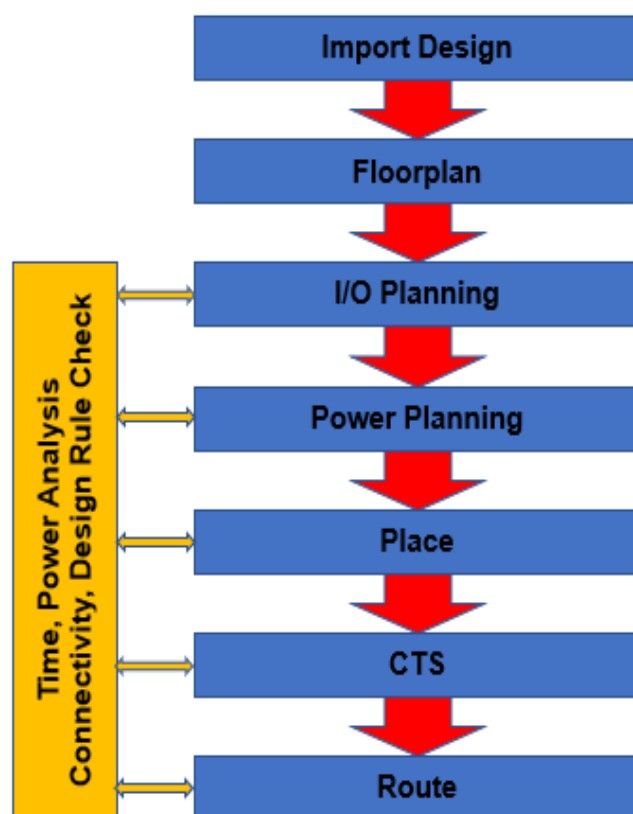 Import Design
Floorplan
I/O Planning
Power Planning
Place
CTS
Route
Time, Power Analysis
Connectivity, Design Rule Check